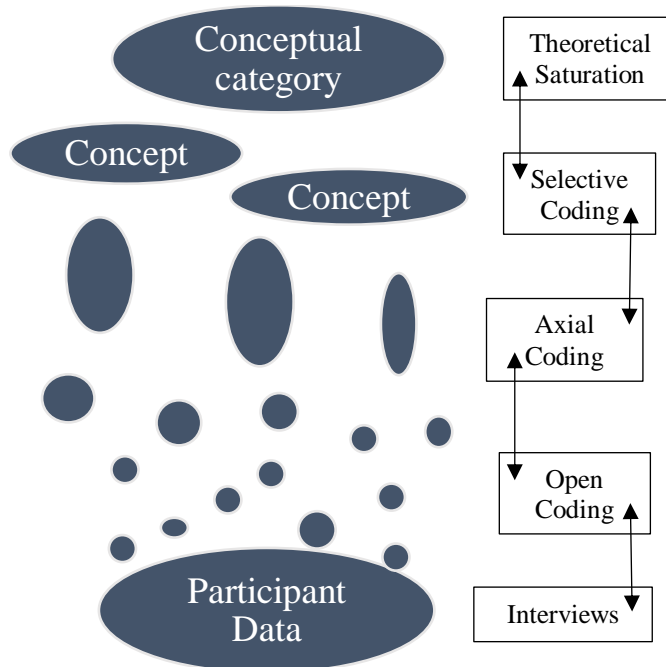 Conceptual
category
Theoretical
Saturation
Concept
Concept
Selective
Coding
Axial
Coding
Open
Coding
Participant
Data
Interviews